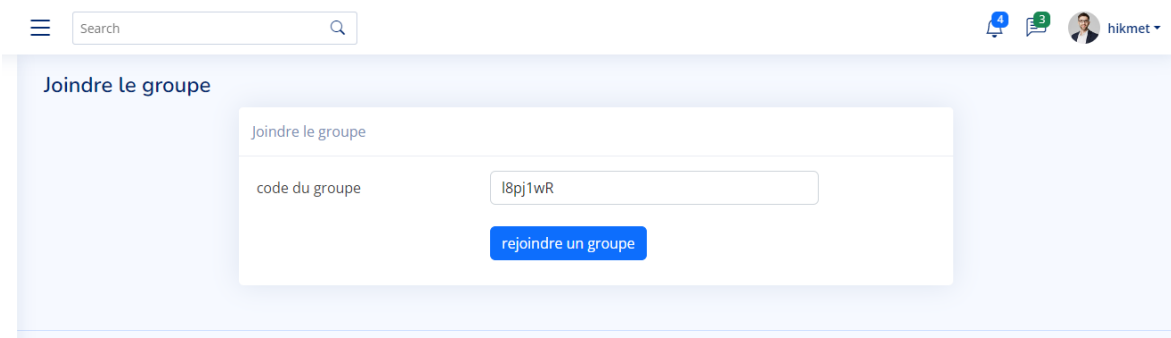 Search
4
3
hikmet
Joindre le groupe
Joindre le groupe
code du groupe
l8pj1wR
rejoindre un groupe